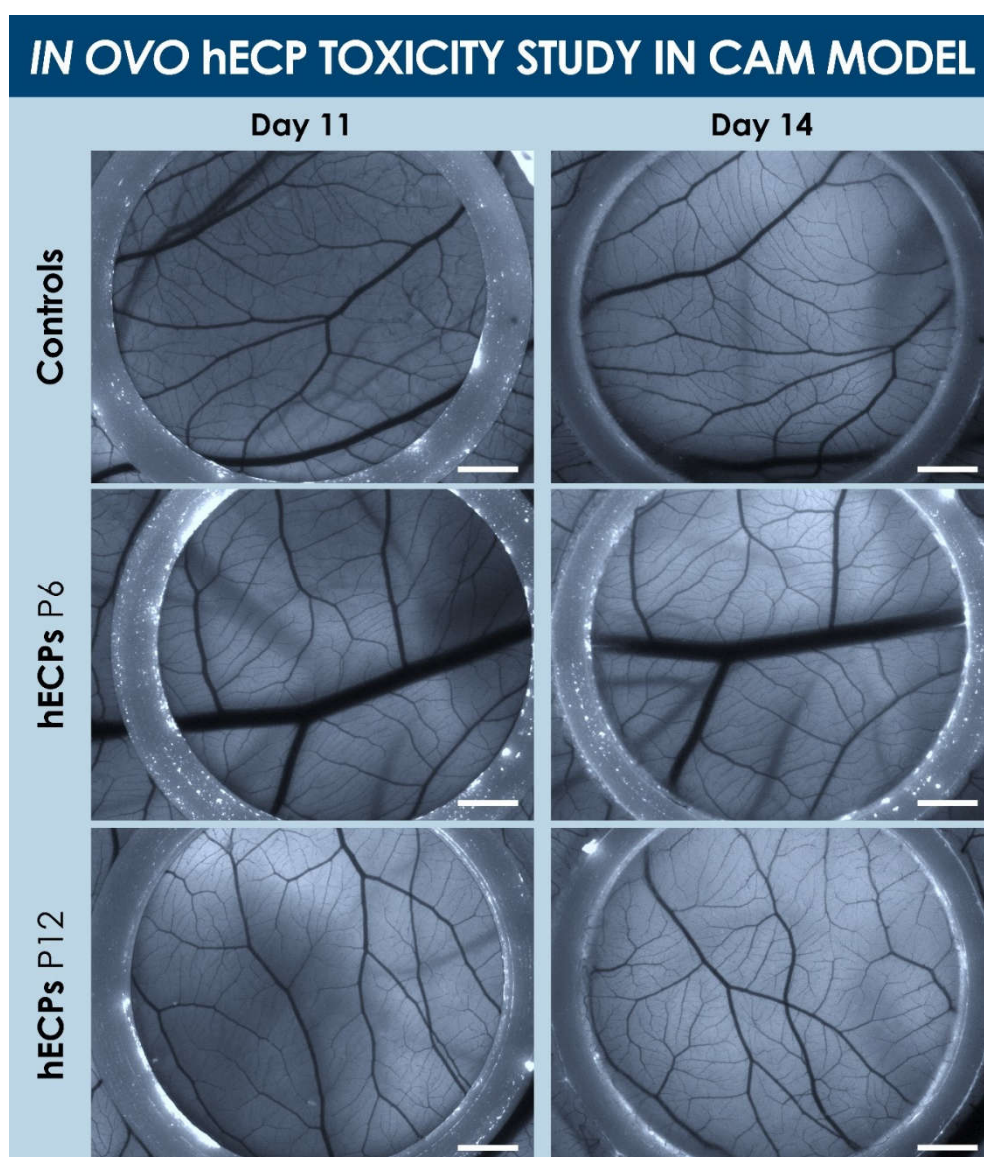 IN OVO hECP TOXICITY STUDY IN CAM MODEL
Day 11 Day 14
Controls
hECPs P6
hECPs P12